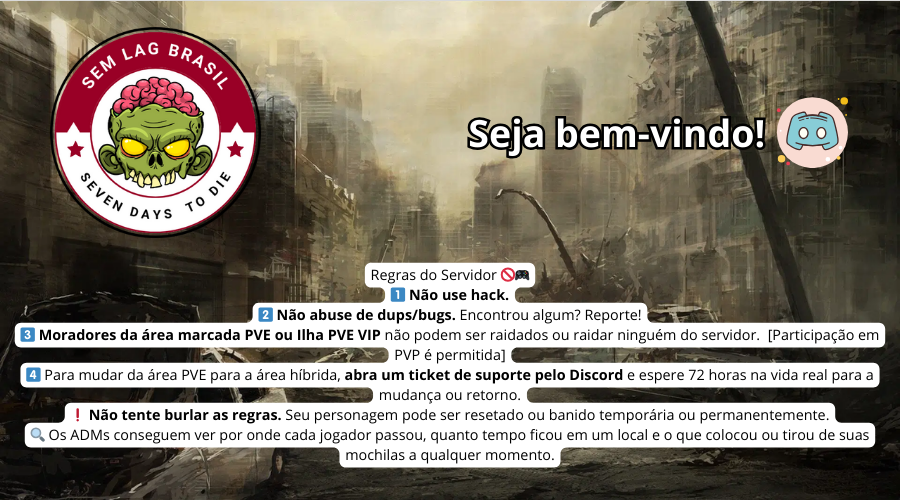 SEM LAG BRASIL
SEVEN DAYS TO DIE
Seja bem-vindo!
Regras do Servidor 🚫🎮
1️⃣ Não use hack.
2️⃣ Não abuse de dups/bugs. Encontrou algum? Reporte!
3️⃣ Moradores da área marcada PVE ou Ilha PVE VIP não podem ser raidados ou raidar ninguém do servidor. [Participação em
PVP é permitida]
4️⃣ Para mudar da área PVE para a área híbrida, abra um ticket de suporte pelo Discord e espere 72 horas na vida real para a
mudança ou retorno.
❗ Não tente burlar as regras. Seu personagem pode ser resetado ou banido temporária ou permanentemente.
🔍 Os ADMs conseguem ver por onde cada jogador passou, quanto tempo ficou em um local e o que colocou ou tirou de suas
mochilas a qualquer momento.